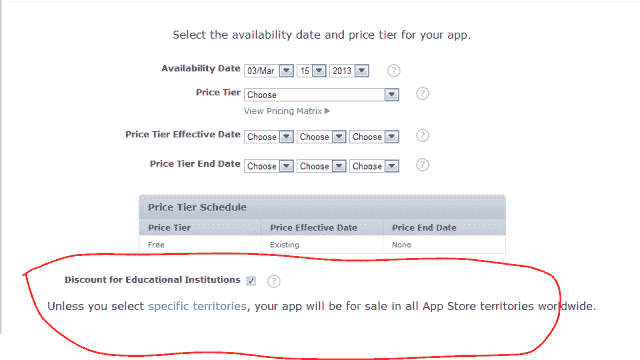 Select the availability date and price tier for your app.
Availability Date 03/Mar 15 2013 ?
Price Tier Choose ?
View Pricing Matrix
Price Tier Effective Date Choose Choose Choose ?
Price Tier End Date Choose Choose Choose ?
Price Tier Schedule
Price Tier Price Effective Date Price End Date
Free Existing None
Discount for Educational Institutions ?
Unless you select specific territories, your app will be for sale in all App Store territories worldwide.